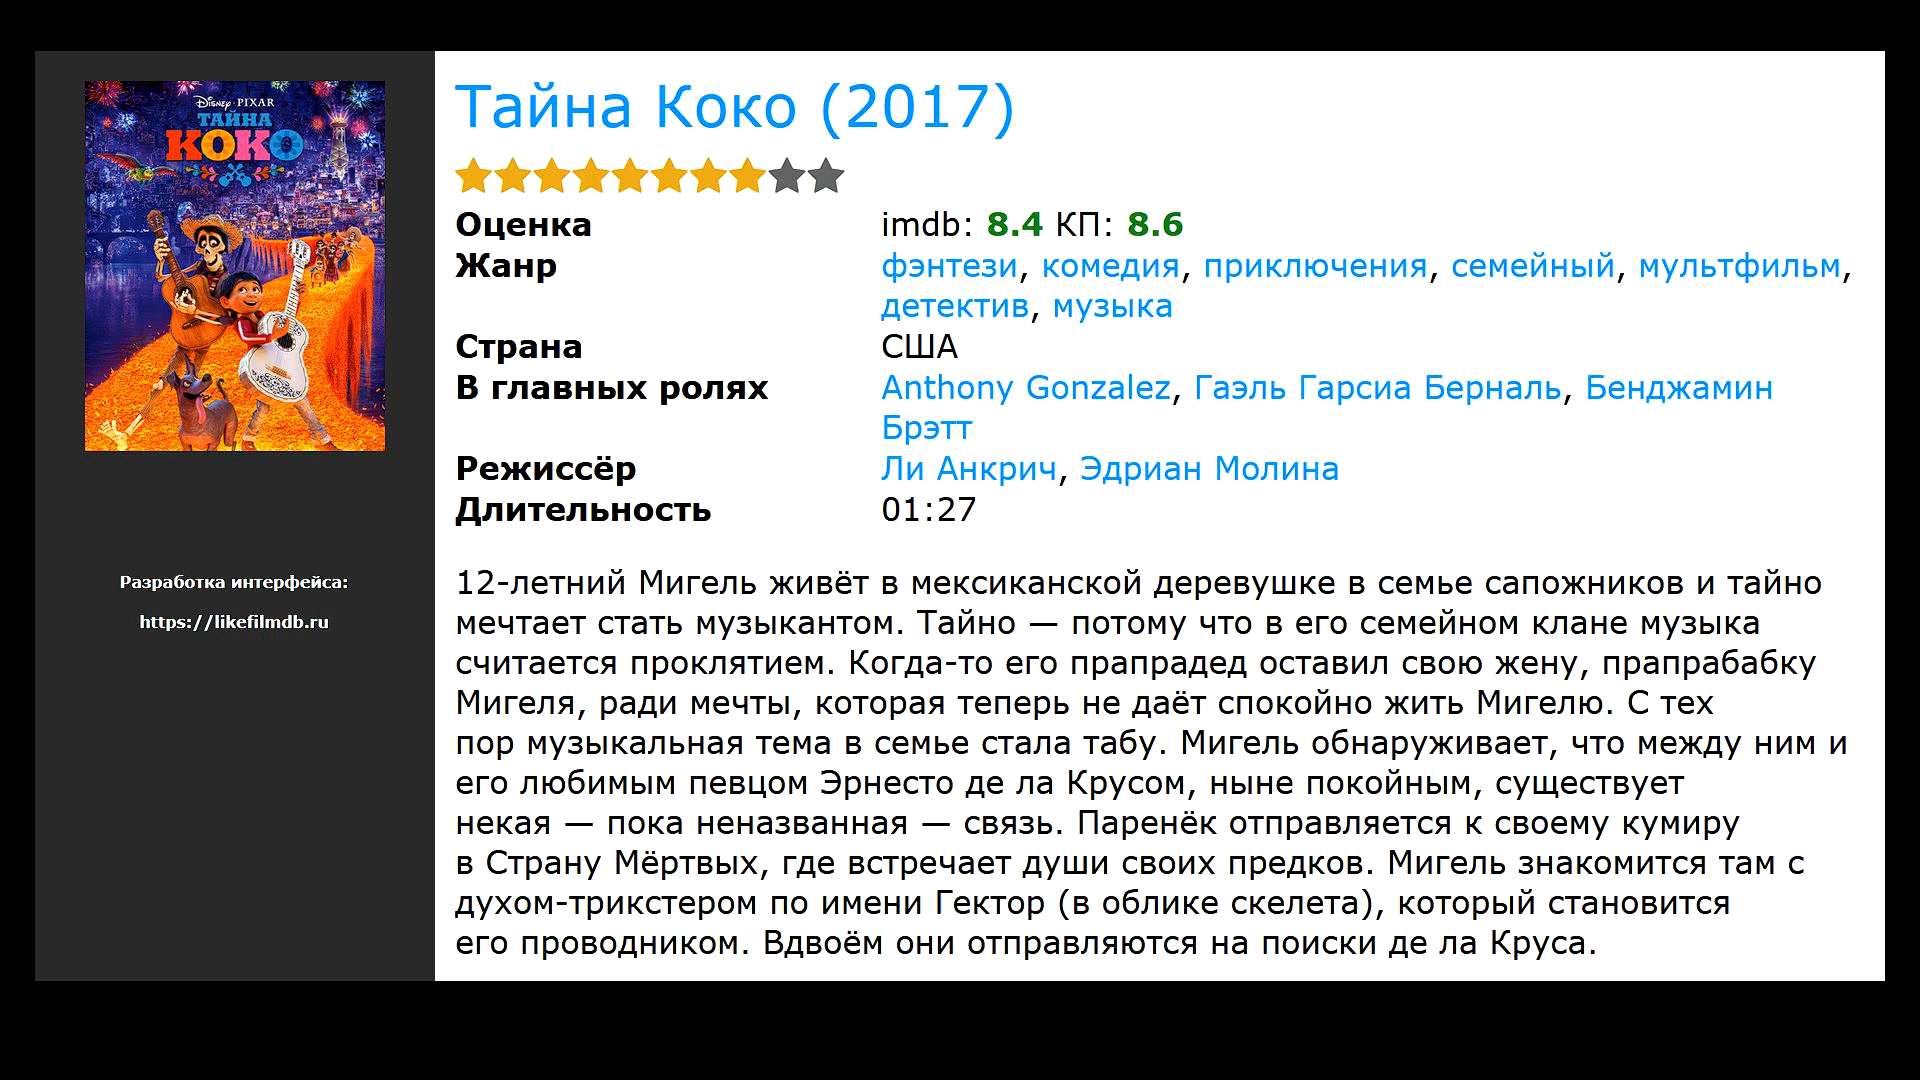 Disney · PIXAR
ТАЙНА
КОКО
Разработка интерфейса:
https://likefilmdb.ru
Тайна Коко (2017)
Оценка imdb: 8.4 КП: 8.6
Жанр фэнтези, комедия, приключения, семейный, мультфильм,
детектив, музыка
Страна США
В главных ролях Anthony Gonzalez, Гаэль Гарсиа Берналь, Бенджамин
Брэтт
Режиссёр Ли Анкрич, Эдриан Молина
Длительность 01:27
12-летний Мигель живёт в мексиканской деревушке в семье сапожников и тайно
мечтает стать музыкантом. Тайно — потому что в его семейном клане музыка
считается проклятием. Когда-то его прапрадед оставил свою жену, прапрабабку
Мигеля, ради мечты, которая теперь не даёт спокойно жить Мигелю. С тех
пор музыкальная тема в семье стала табу. Мигель обнаруживает, что между ним и
его любимым певцом Эрнесто де ла Крусом, ныне покойным, существует
некая — пока неназванная — связь. Паренёк отправляется к своему кумиру
в Страну Мёртвых, где встречает души своих предков. Мигель знакомится там с
духом-трикстером по имени Гектор (в облике скелета), который становится
его проводником. Вдвоём они отправляются на поиски де ла Круса.